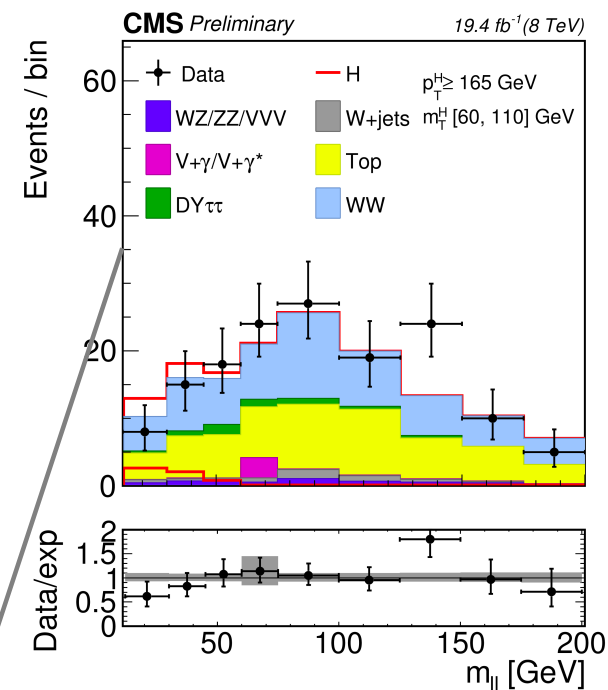 CMS Preliminary 19.4 fb⁻¹(8 TeV)
Events / bin
60
40
20
0
Data
H
p_T^H ≥ 165 GeV
m_T^H [60, 110] GeV
WZ/ZZ/VVV
W+jets
V+γ/V+γ*
Top
DYττ
WW
Data/exp
2
1.5
1
0.5
0
50 100 150 200
m_ll [GeV]